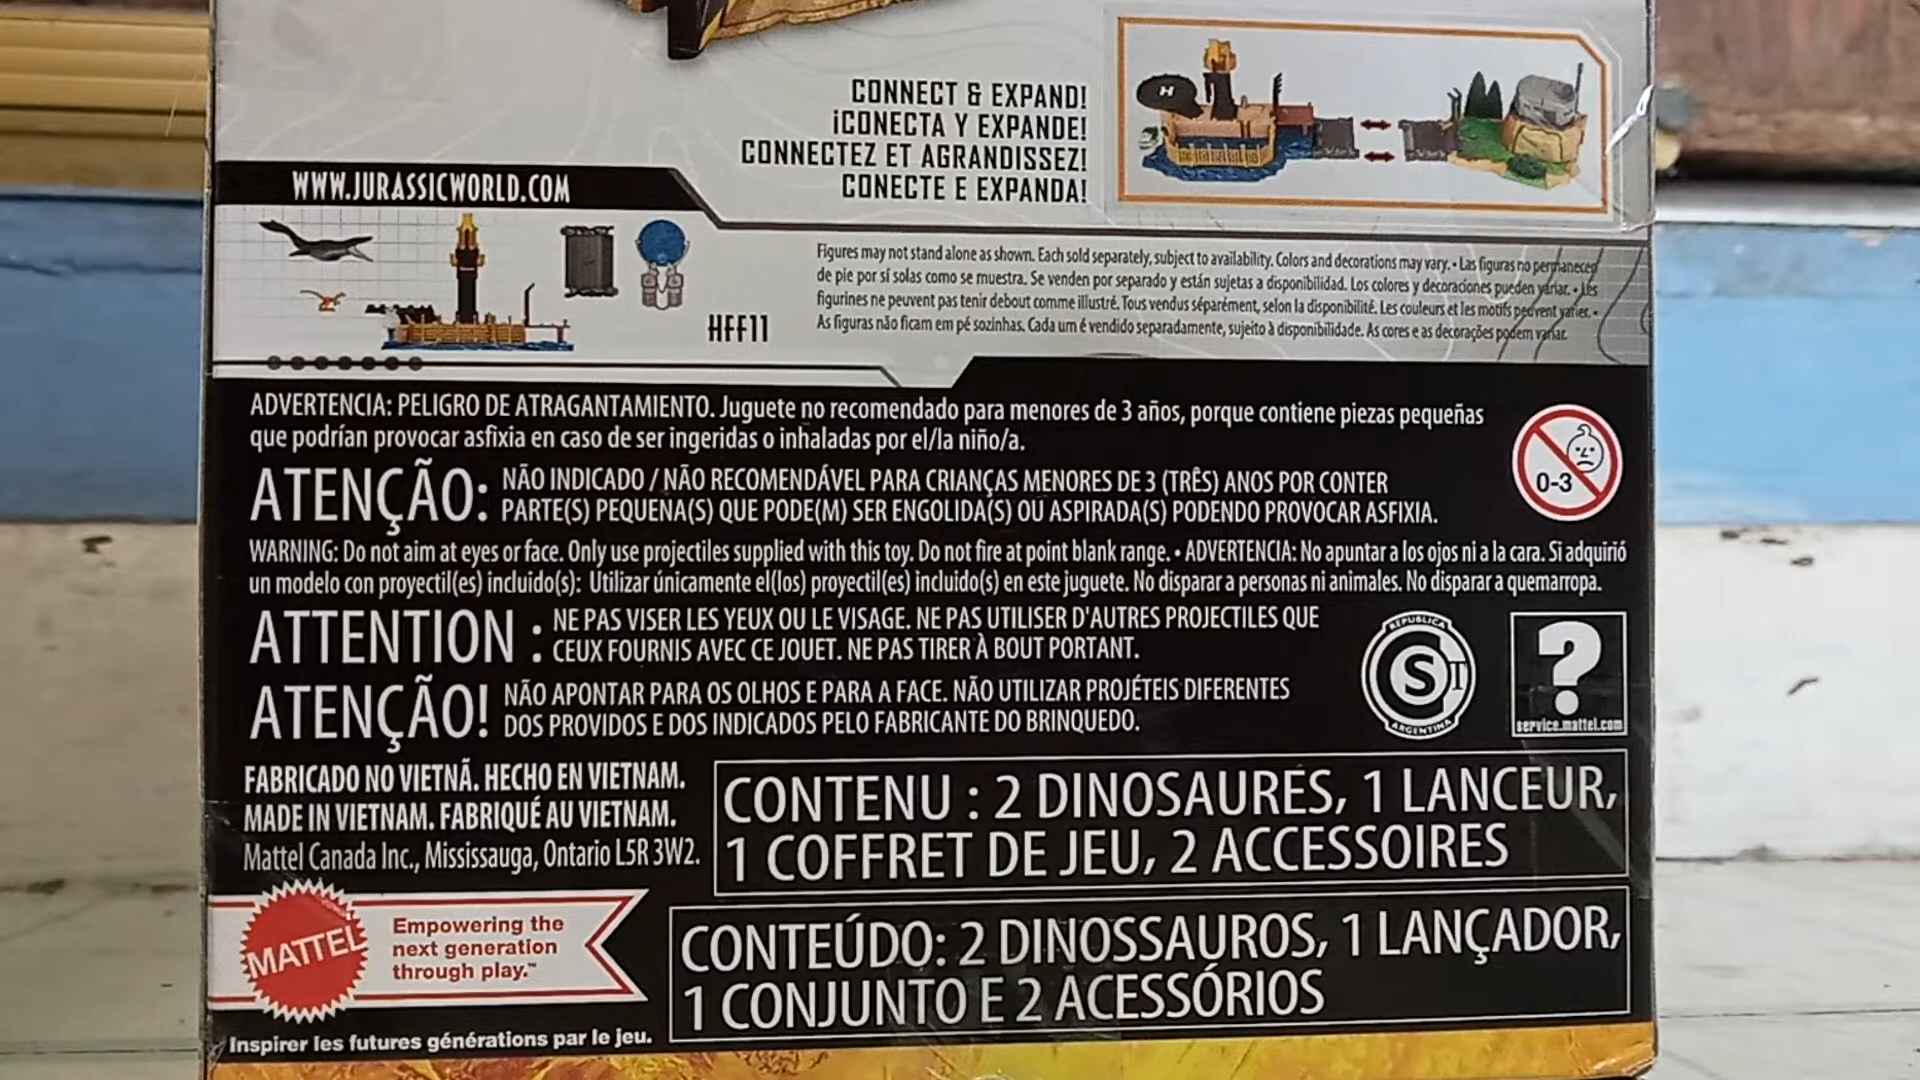 CONNECT & EXPAND!
¡CONECTA Y EXPANDE!
CONNECTEZ ET AGRANDISSEZ!
CONECTE E EXPANDA!
H
WWW.JURASSICWORLD.COM
HFF11
Figures may not stand alone as shown. Each sold separately, subject to availability. Colors and decorations may vary. • Las figuras no permanecen
de pie por sí solas como se muestra. Se venden por separado y están sujetas a disponibilidad. Los colores y decoraciones pueden variar. • Les
figurines ne peuvent pas tenir debout comme illustré. Tous vendus séparément, selon la disponibilité. Les couleurs et les motifs peuvent varier. •
As figuras não ficam em pé sozinhas. Cada um é vendido separadamente, sujeito à disponibilidade. As cores e as decorações podem variar.
ADVERTENCIA: PELIGRO DE ATRAGANTAMIENTO. Juguete no recomendado para menores de 3 años, porque contiene piezas pequeñas
que podrían provocar asfixia en caso de ser ingeridas o inhaladas por el/la niño/a.
0-3
ATENÇÃO: NÃO INDICADO / NÃO RECOMENDÁVEL PARA CRIANÇAS MENORES DE 3 (TRÊS) ANOS POR CONTER
PARTE(S) PEQUENA(S) QUE PODE(M) SER ENGOLIDA(S) OU ASPIRADA(S) PODENDO PROVOCAR ASFIXIA.
WARNING: Do not aim at eyes or face. Only use projectiles supplied with this toy. Do not fire at point blank range. • ADVERTENCIA: No apuntar a los ojos ni a la cara. Si adquirió
un modelo con proyectil(es) incluido(s): Utilizar únicamente el(los) proyectil(es) incluido(s) en este juguete. No disparar a personas ni animales. No disparar a quemarropa.
ATTENTION : NE PAS VISER LES YEUX OU LE VISAGE. NE PAS UTILISER D'AUTRES PROJECTILES QUE
CEUX FOURNIS AVEC CE JOUET. NE PAS TIRER À BOUT PORTANT.
ATENÇÃO! NÃO APONTAR PARA OS OLHOS E PARA A FACE. NÃO UTILIZAR PROJÉTEIS DIFERENTES
DOS PROVIDOS E DOS INDICADOS PELO FABRICANTE DO BRINQUEDO.
REPUBLICA
S T
ARGENTINA
?
service.mattel.com
FABRICADO NO VIETNÃ. HECHO EN VIETNAM.
MADE IN VIETNAM. FABRIQUÉ AU VIETNAM.
Mattel Canada Inc., Mississauga, Ontario L5R 3W2.
CONTENU : 2 DINOSAURES, 1 LANCEUR,
1 COFFRET DE JEU, 2 ACCESSOIRES
MATTEL
Empowering the
next generation
through play.™
CONTEÚDO: 2 DINOSSAUROS, 1 LANÇADOR,
1 CONJUNTO E 2 ACESSÓRIOS
Inspirer les futures générations par le jeu.